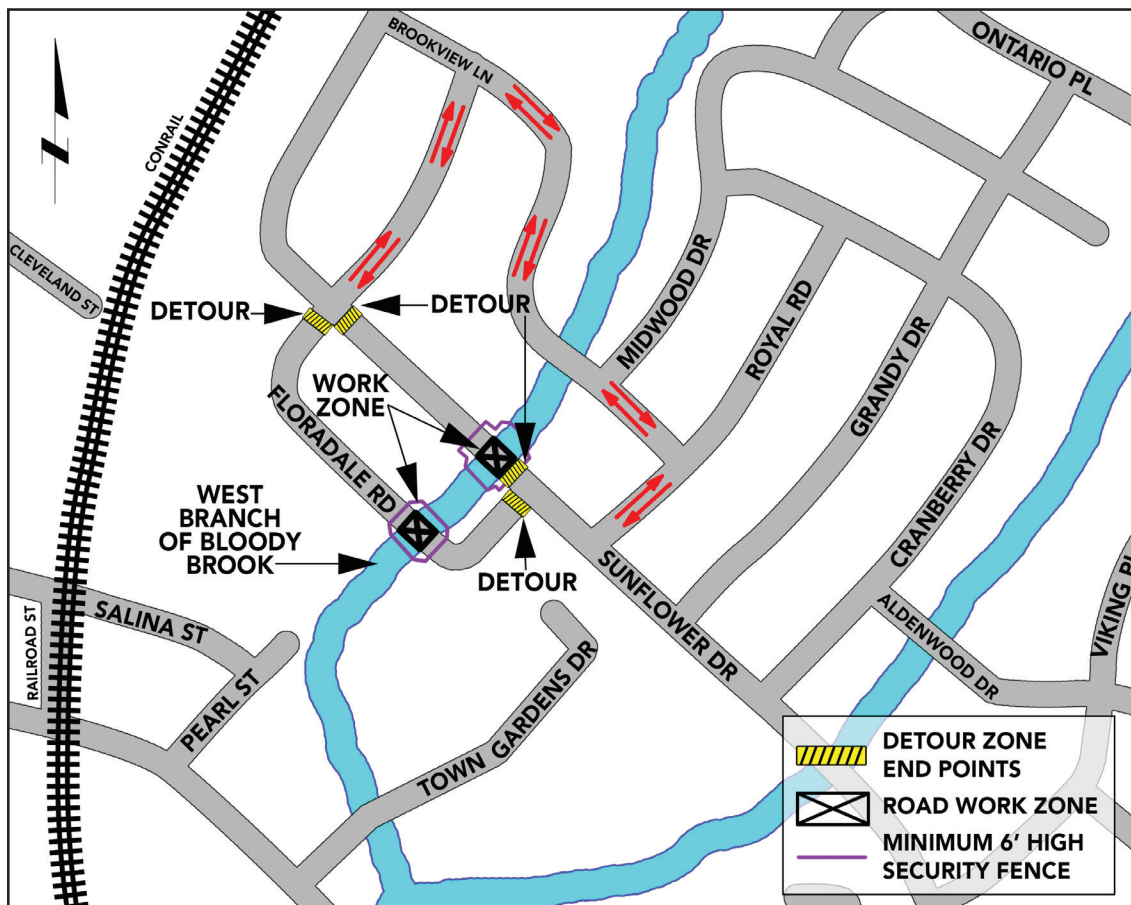 BROOKVIEW LN
ONTARIO PL
CONRAIL
CLEVELAND ST
DETOUR
DETOUR
MIDWOOD DR
ROYAL RD
GRANDY DR
CRANBERRY DR
WORK
ZONE
FLORADALE RD
WEST
BRANCH
OF BLOODY
BROOK
DETOUR
SUNFLOWER DR
ALDENWOOD DR
VIKING PL
SALINA ST
RAILROAD ST
PEARL ST
TOWN GARDENS DR
DETOUR ZONE
END POINTS
ROAD WORK ZONE
MINIMUM 6' HIGH
SECURITY FENCE